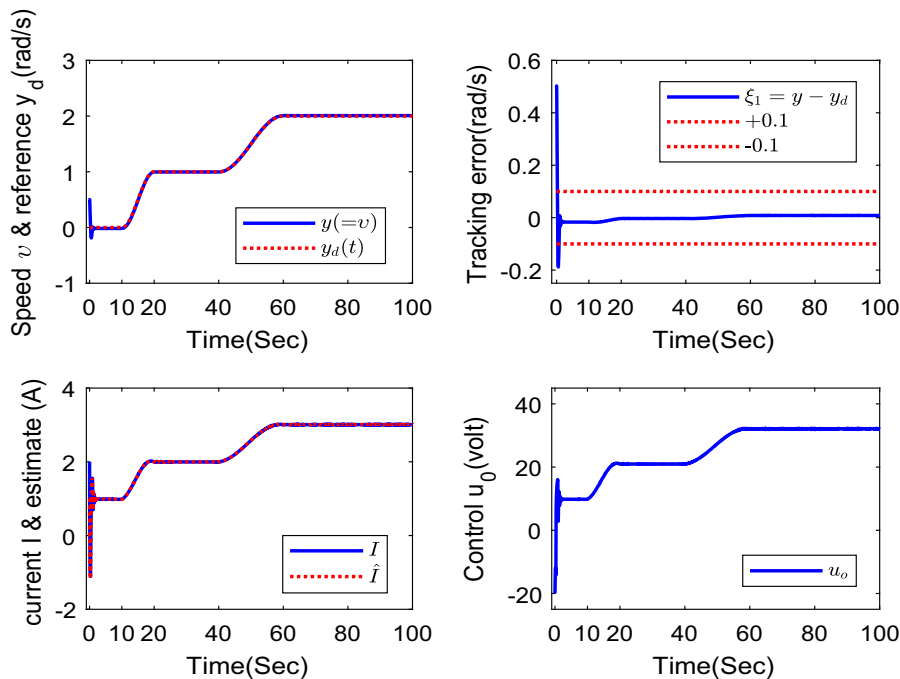 Speed υ & reference y_d(rad/s)
3
2
1
0
-1
0 10 20 40 60 80 100
Time(Sec)
y(=υ)
y_d(t)
Tracking error(rad/s)
0.6
0.4
0.2
0
-0.2
0 10 20 40 60 80 100
Time(Sec)
ξ_1 = y − y_d
+0.1
-0.1
current I & estimate (A)
4
2
0
-2
0 10 20 40 60 80 100
Time(Sec)
I
Î
Control u_0(volt)
40
20
0
-20
0 10 20 40 60 80 100
Time(Sec)
u_o